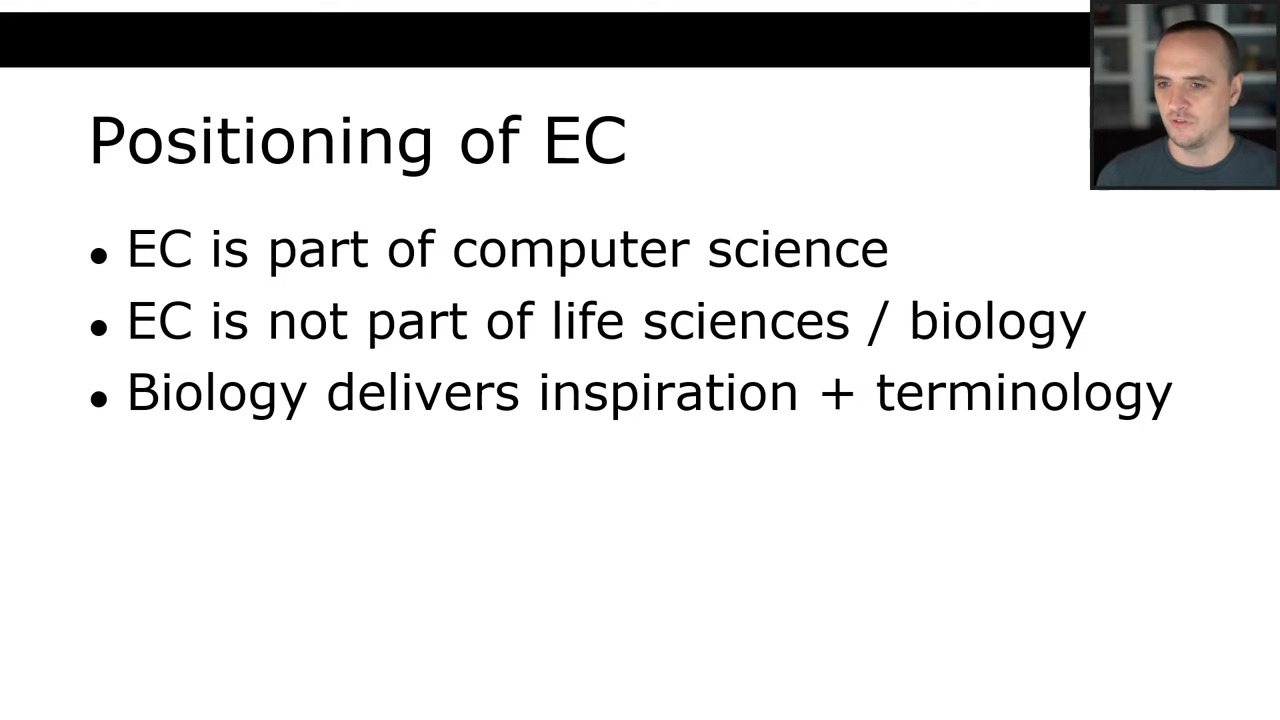 Positioning of EC
• EC is part of computer science
• EC is not part of life sciences / biology
• Biology delivers inspiration + terminology